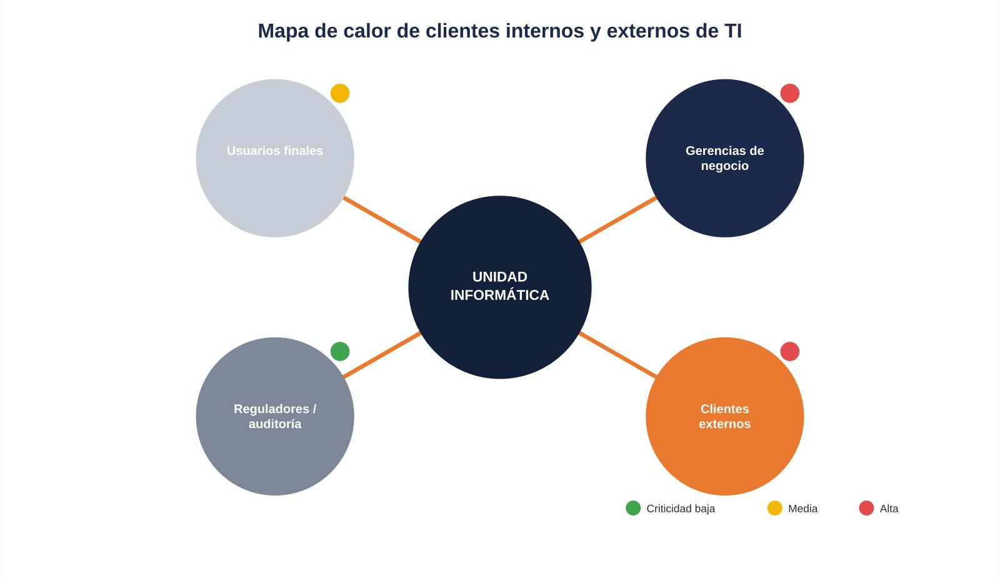 Mapa de calor de clientes internos y externos de TI
Usuarios finales
Gerencias de
negocio
UNIDAD
INFORMÁTICA
Reguladores /
auditoría
Clientes
externos
Criticidad baja
Media
Alta